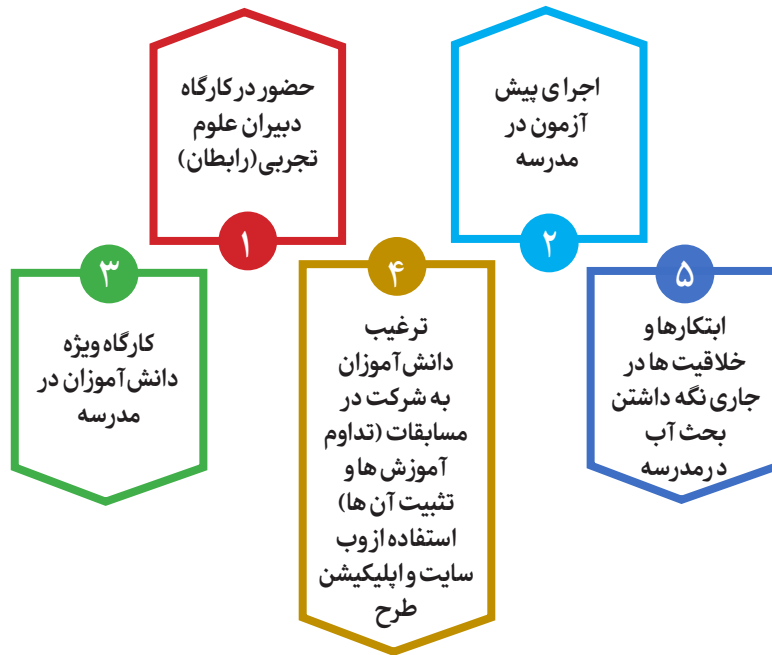 حضور در کارگاه
دبیران علوم
تجربی(رابطان)
۱
اجرای پیش
آزمون در
مدرسه
۲
۳
کارگاه ویژه
دانش‌آموزان در
مدرسه
۴
ترغیب
دانش‌آموزان
به شرکت در
مسابقات (تداوم
آموزش ها و
تثبیت آن ها)
استفاده از وب
سایت و اپلیکیشن
طرح
۵
ابتکارها و
خلاقیت ها در
جاری نگه داشتن
بحث آب
در مدرسه